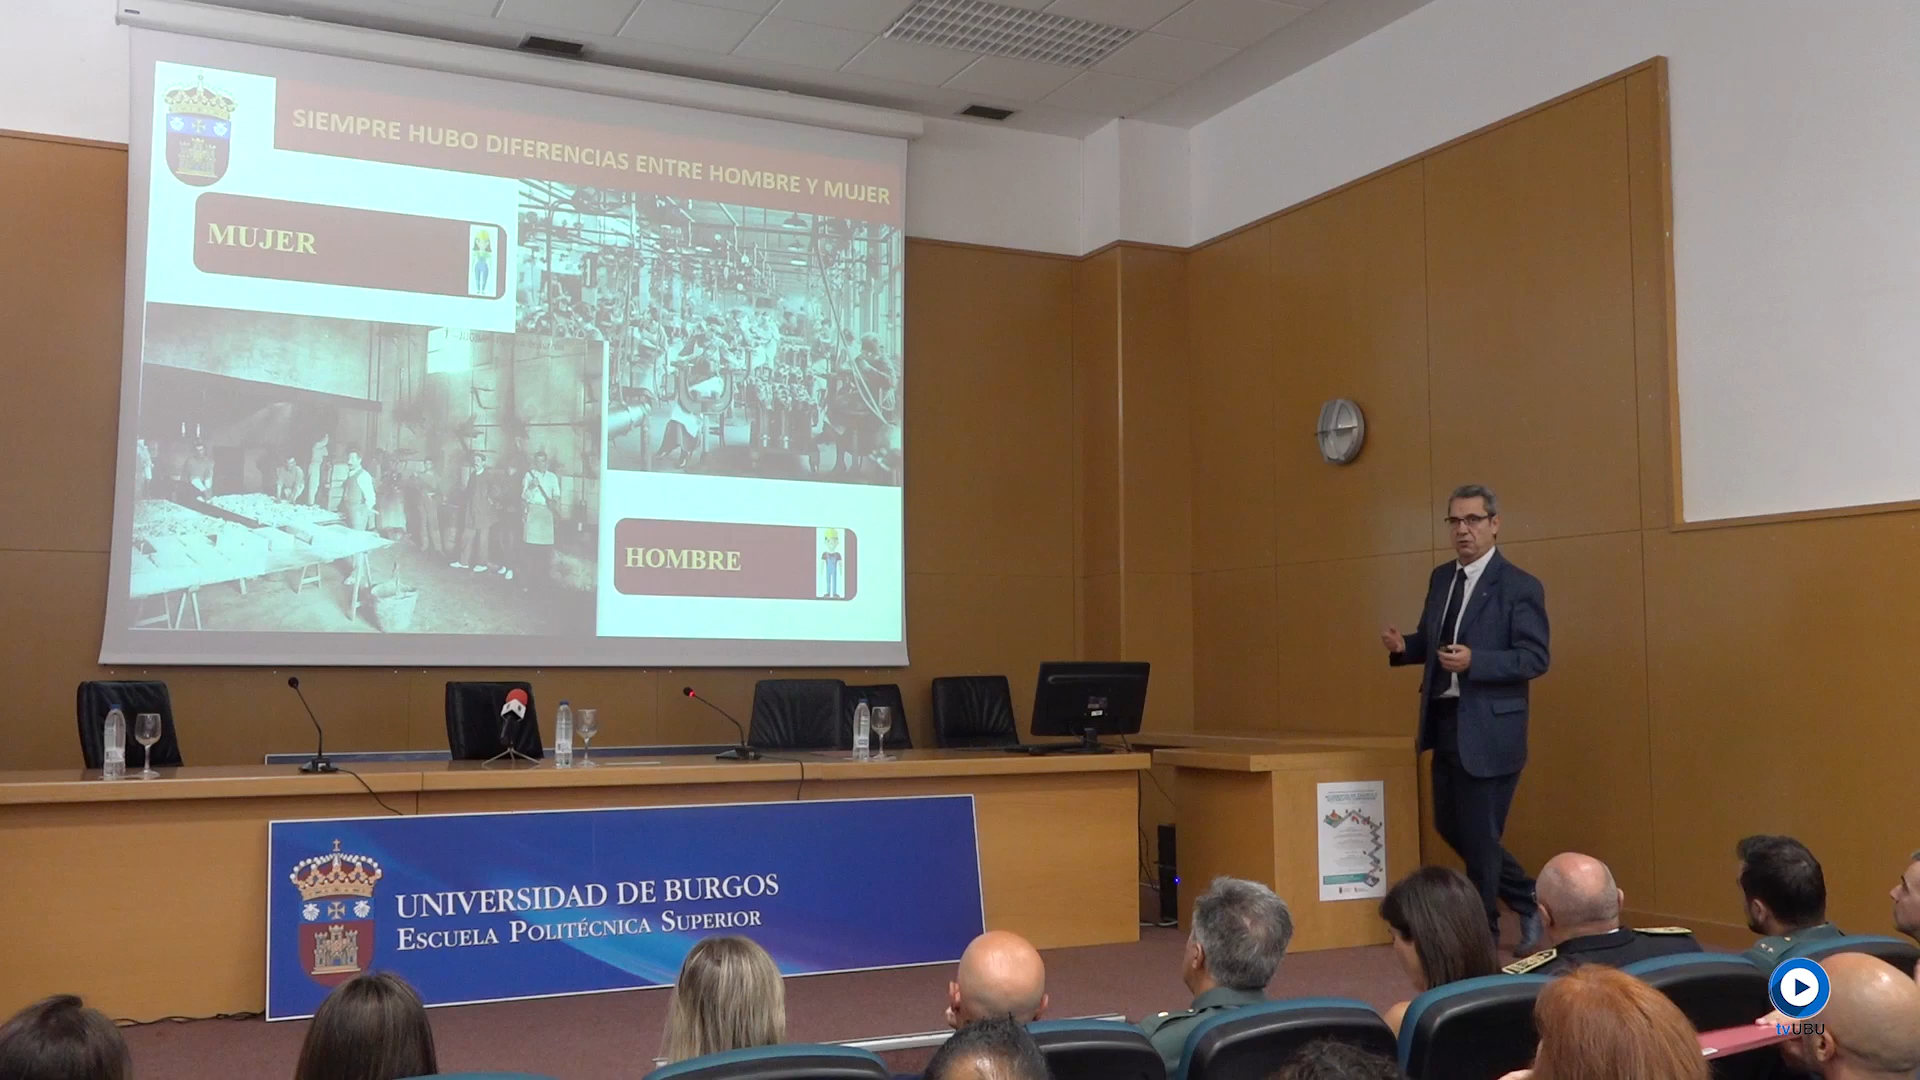 SIEMPRE HUBO DIFERENCIAS ENTRE HOMBRE Y MUJER
MUJER
HOMBRE
UNIVERSIDAD DE BURGOS
ESCUELA POLITÉCNICA SUPERIOR
tvUBU